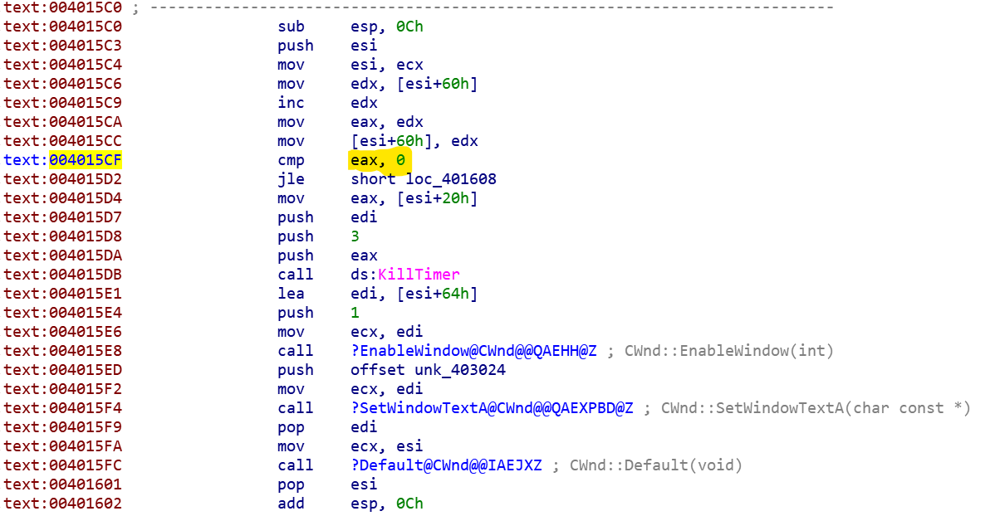 text:004015C0 ; ---------------------------------------------------------------------------
text:004015C0 sub esp, 0Ch
text:004015C3 push esi
text:004015C4 mov esi, ecx
text:004015C6 mov edx, [esi+60h]
text:004015C9 inc edx
text:004015CA mov eax, edx
text:004015CC mov [esi+60h], edx
text:004015CF cmp eax, 0
text:004015D2 jle short loc_401608
text:004015D4 mov eax, [esi+20h]
text:004015D7 push edi
text:004015D8 push 3
text:004015DA push eax
text:004015DB call ds:KillTimer
text:004015E1 lea edi, [esi+64h]
text:004015E4 push 1
text:004015E6 mov ecx, edi
text:004015E8 call ?EnableWindow@CWnd@@QAEHH@Z ; CWnd::EnableWindow(int)
text:004015ED push offset unk_403024
text:004015F2 mov ecx, edi
text:004015F4 call ?SetWindowTextA@CWnd@@QAEXPBD@Z ; CWnd::SetWindowTextA(char const *)
text:004015F9 pop edi
text:004015FA mov ecx, esi
text:004015FC call ?Default@CWnd@@IAEJXZ ; CWnd::Default(void)
text:00401601 pop esi
text:00401602 add esp, 0Ch